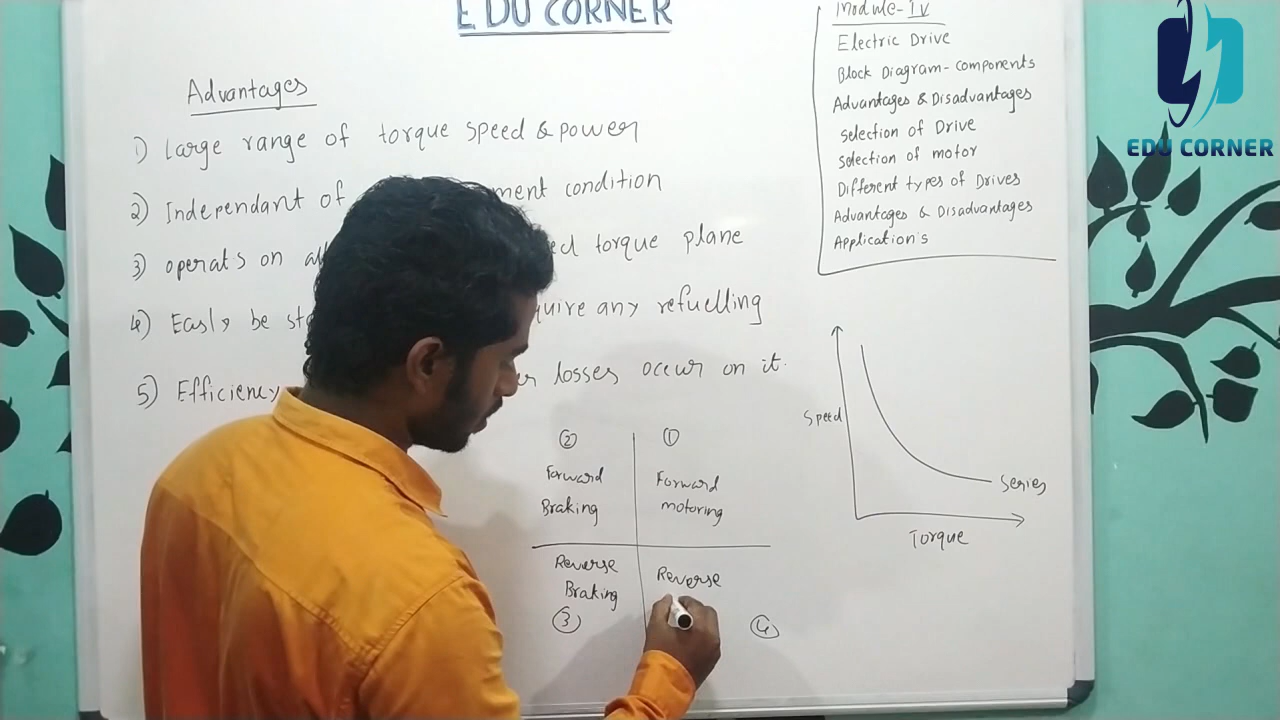 EDU CORNER
Advantages
1) Large range of torque speed & power
2) Independant of ment condition
3) operats on torque plane
4) Easly be any refuelling
5) Efficiency losses occur on it.
② ①
Forward Forward
Braking motoring
Reverse Reverse
Braking
③ ④
Module-IV
Electric Drive
Block Diagram-components
Advantages & Disadvantages
selection of Drive
selection of motor
Different types of Drives
Advantages & Disadvantages
Application's
Speed
Series
Torque
EDU CORNER